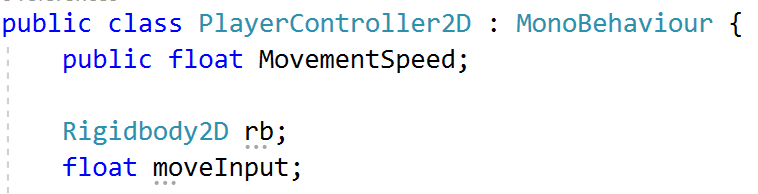 public class PlayerController2D : MonoBehaviour {
public float MovementSpeed;
Rigidbody2D rb;
float moveInput;